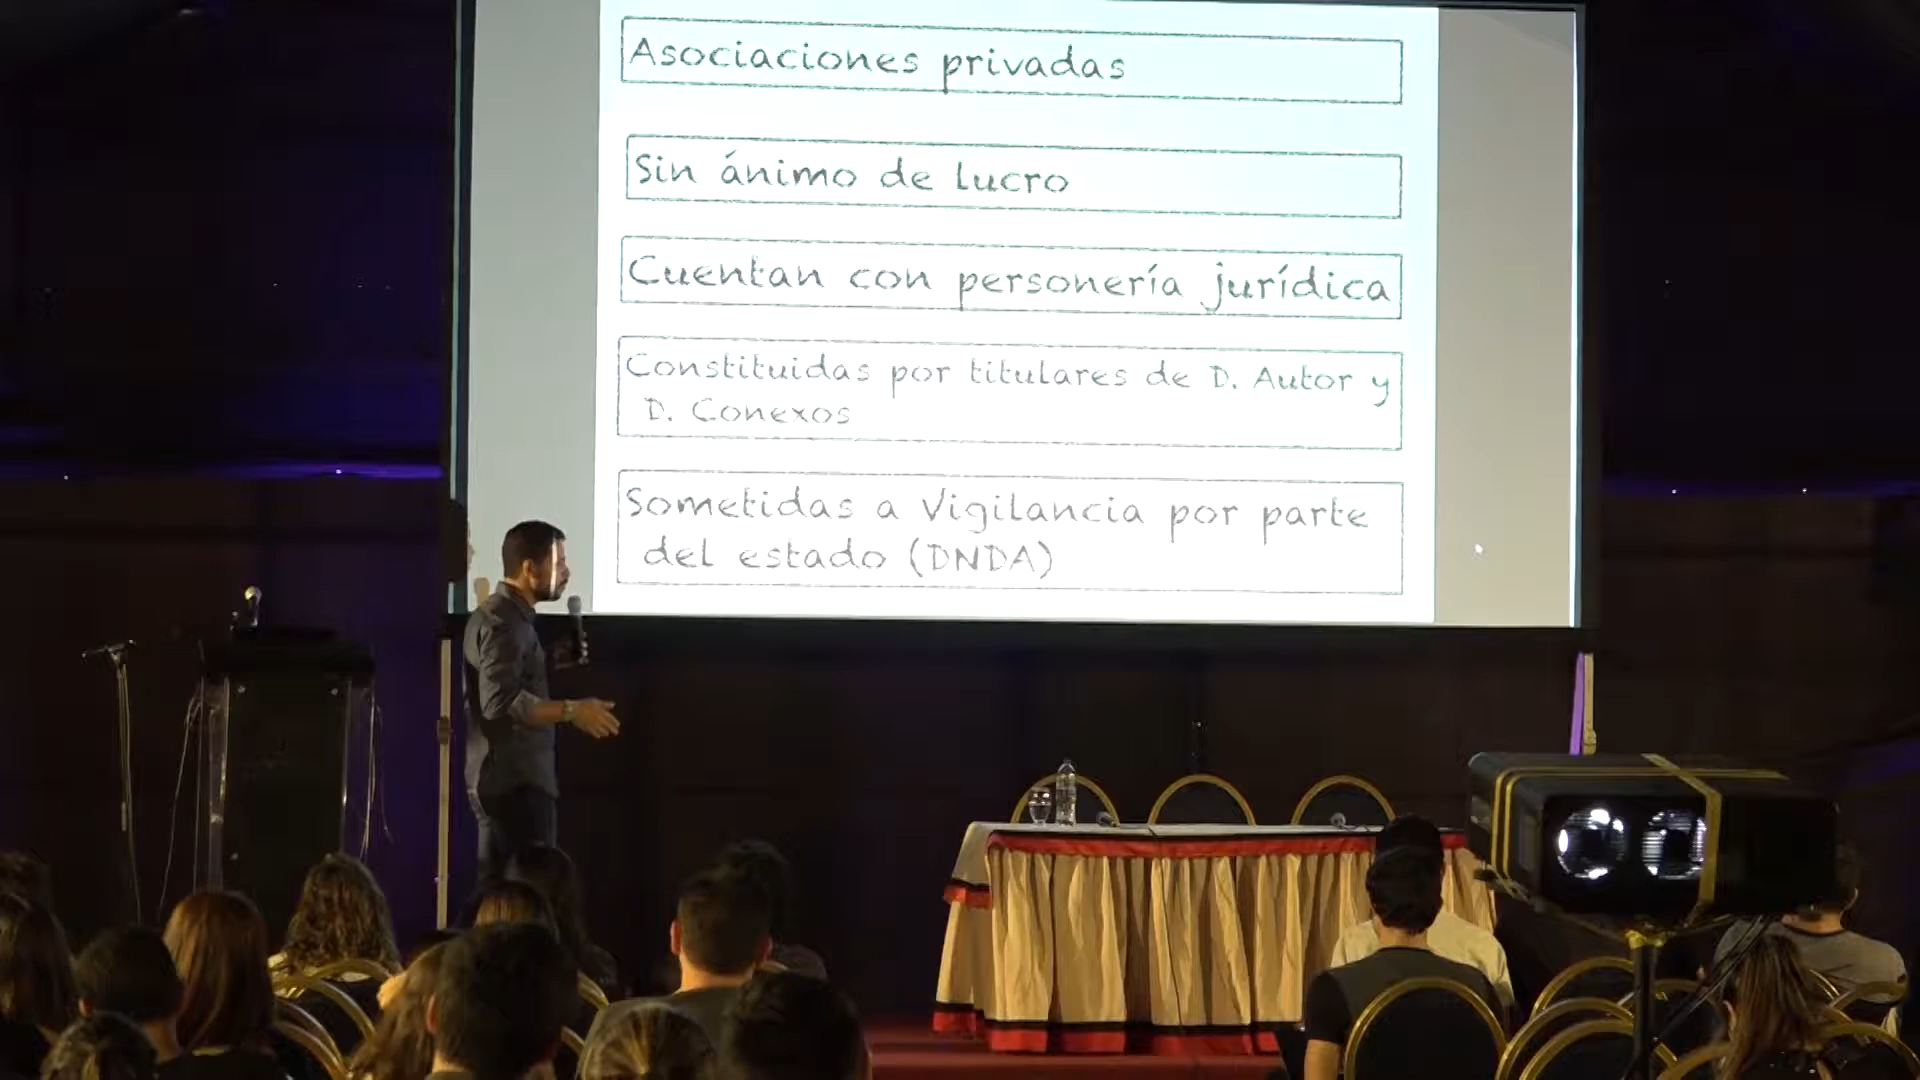 Asociaciones privadas
Sin ánimo de lucro
Cuentan con personería jurídica
Constituidas por titulares de D. Autor y
D. Conexos
Sometidas a Vigilancia por parte
del estado (DNDA)